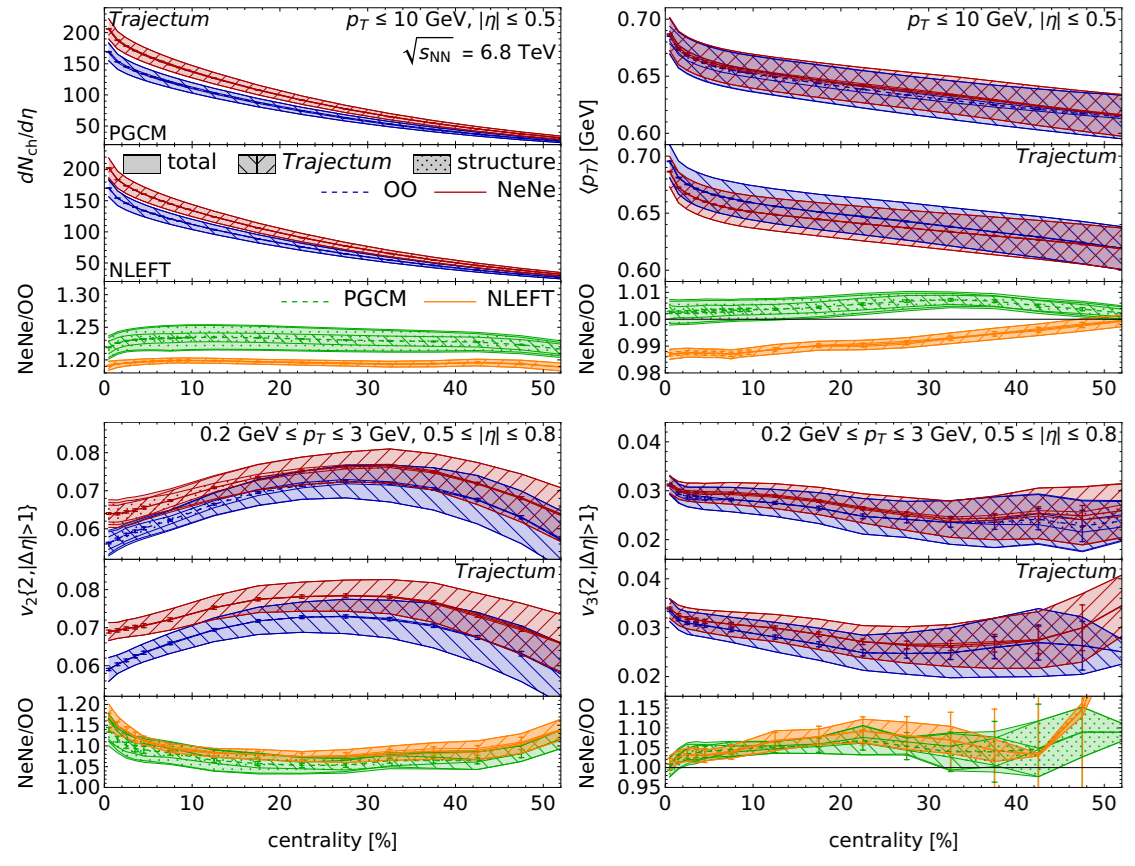 Trajectum
p_T ≤ 10 GeV, |η| ≤ 0.5
√s_NN = 6.8 TeV
200
150
100
50
PGCM
dN_ch/dη
total
Trajectum
structure
OO
NeNe
200
150
100
50
NLEFT
1.30
1.25
1.20
NeNe/OO
PGCM
NLEFT
0 10 20 30 40 50
p_T ≤ 10 GeV, |η| ≤ 0.5
0.70
0.65
0.60
⟨p_T⟩ [GeV]
Trajectum
0.70
0.65
0.60
1.01
1.00
0.99
0.98
NeNe/OO
0 10 20 30 40 50
0.2 GeV ≤ p_T ≤ 3 GeV, 0.5 ≤ |η| ≤ 0.8
0.08
0.07
0.06
v_2{2,|Δη|>1}
Trajectum
0.08
0.07
0.06
1.20
1.15
1.10
1.05
1.00
NeNe/OO
0 10 20 30 40 50
centrality [%]
0.2 GeV ≤ p_T ≤ 3 GeV, 0.5 ≤ |η| ≤ 0.8
0.04
0.03
0.02
v_3{2,|Δη|>1}
Trajectum
0.04
0.03
0.02
1.15
1.10
1.05
1.00
0.95
NeNe/OO
0 10 20 30 40 50
centrality [%]